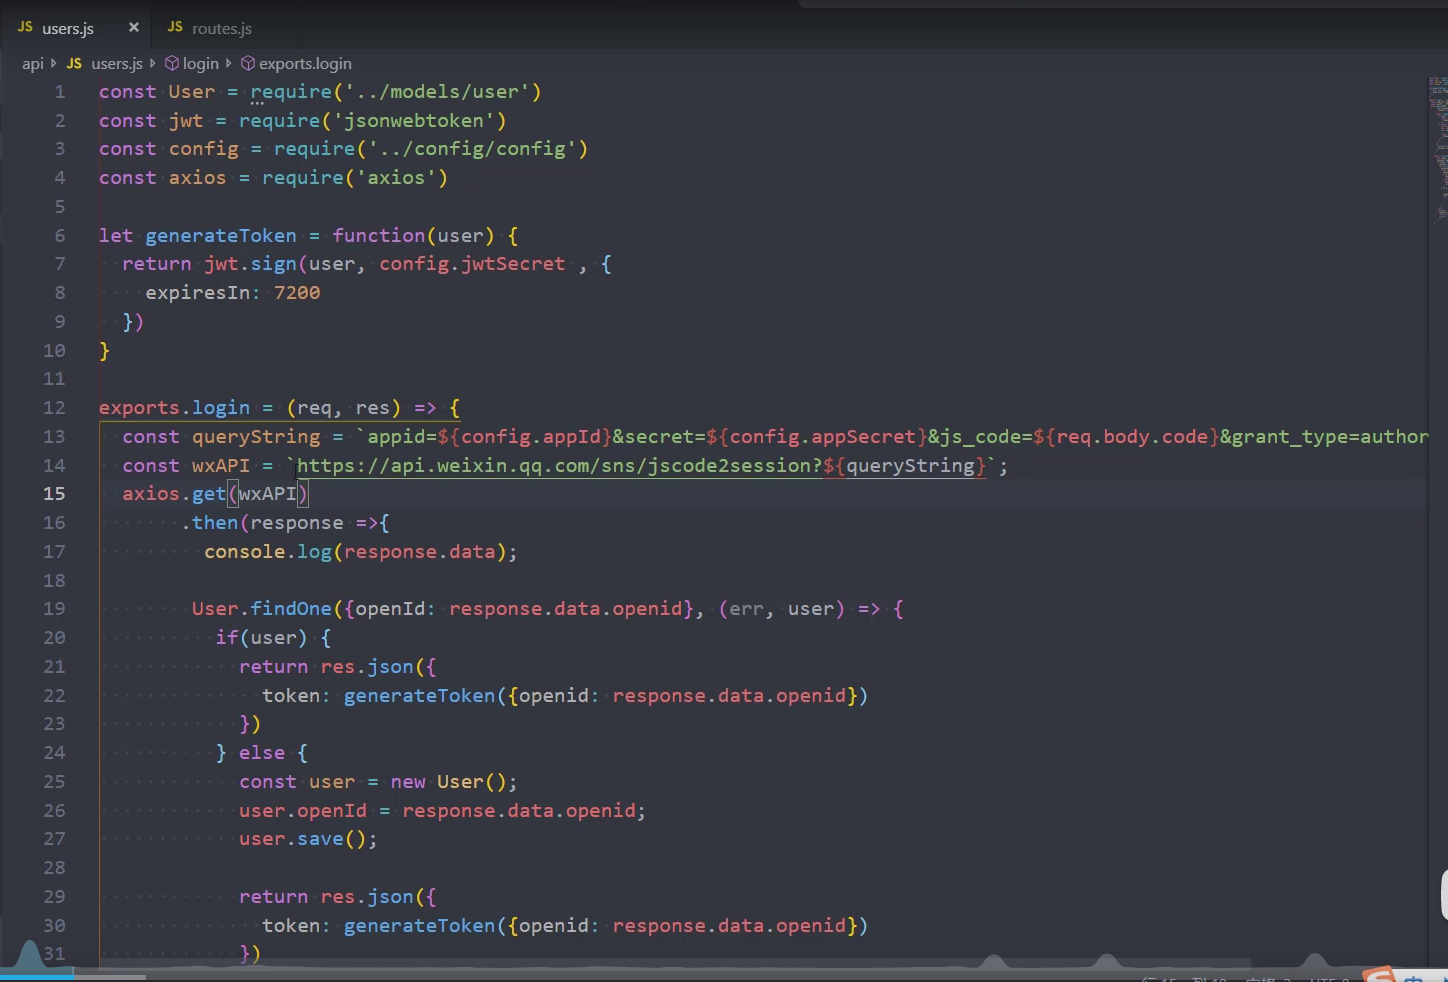 JS users.js × JS routes.js
api JS users.js login exports.login
1 const User = require('../models/user')
2 const jwt = require('jsonwebtoken')
3 const config = require('../config/config')
4 const axios = require('axios')
5
6 let generateToken = function(user) {
7 return jwt.sign(user, config.jwtSecret , {
8 expiresIn: 7200
9 })
10 }
11
12 exports.login = (req, res) => {
13 const queryString = `appid=${config.appId}&secret=${config.appSecret}&js_code=${req.body.code}&grant_type=author
14 const wxAPI = `https://api.weixin.qq.com/sns/jscode2session?${queryString}`;
15 axios.get(wxAPI)
16 .then(response =>{
17 console.log(response.data);
18
19 User.findOne({openId: response.data.openid}, (err, user) => {
20 if(user) {
21 return res.json({
22 token: generateToken({openid: response.data.openid})
23 })
24 } else {
25 const user = new User();
26 user.openId = response.data.openid;
27 user.save();
28
29 return res.json({
30 token: generateToken({openid: response.data.openid})
31 })